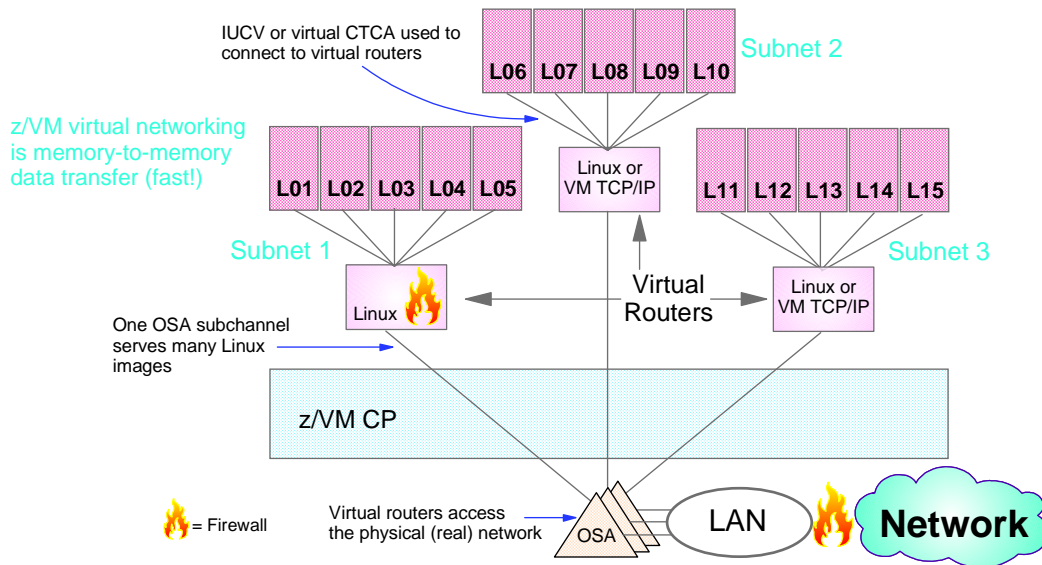 IUCV or virtual CTCA used to
connect to virtual routers
L06 L07 L08 L09 L10
Subnet 2
z/VM virtual networking
is memory-to-memory
data transfer (fast!)
L01 L02 L03 L04 L05
Linux or
VM TCP/IP
L11 L12 L13 L14 L15
Subnet 1
Subnet 3
Linux
Virtual
Routers
Linux or
VM TCP/IP
One OSA subchannel
serves many Linux
images
z/VM CP
= Firewall
Virtual routers access
the physical (real) network
OSA
LAN
Network